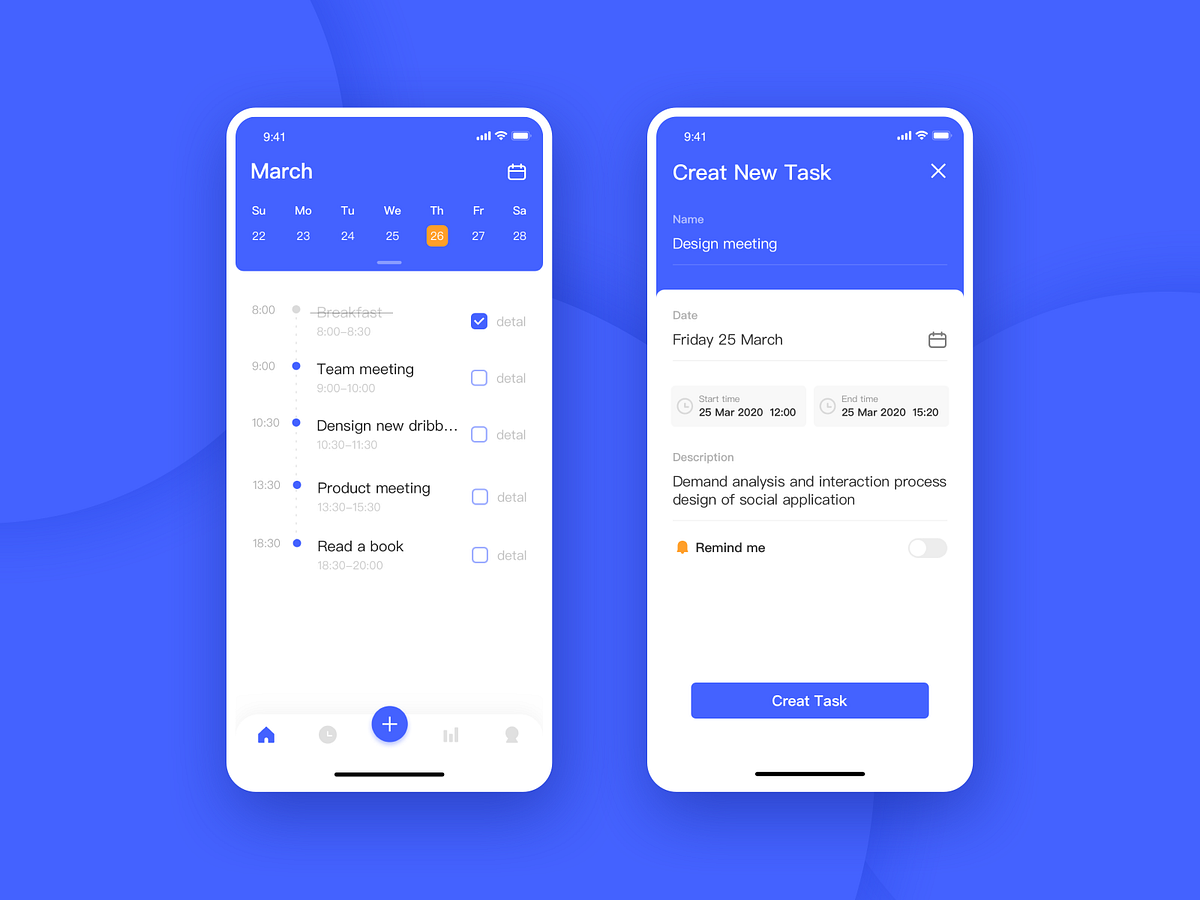 9:41
March
Su Mo Tu We Th Fr Sa
22 23 24 25 26 27 28
8:00 Breakfast detal
8:00–8:30
9:00 Team meeting detal
9:00–10:00
10:30 Densign new dribb... detal
10:30–11:30
13:30 Product meeting detal
13:30–15:30
18:30 Read a book detal
18:30–20:00
9:41
Creat New Task
Name
Design meeting
Date
Friday 25 March
Start time End time
25 Mar 2020 12:00 25 Mar 2020 15:20
Description
Demand analysis and interaction process
design of social application
Remind me
Creat Task